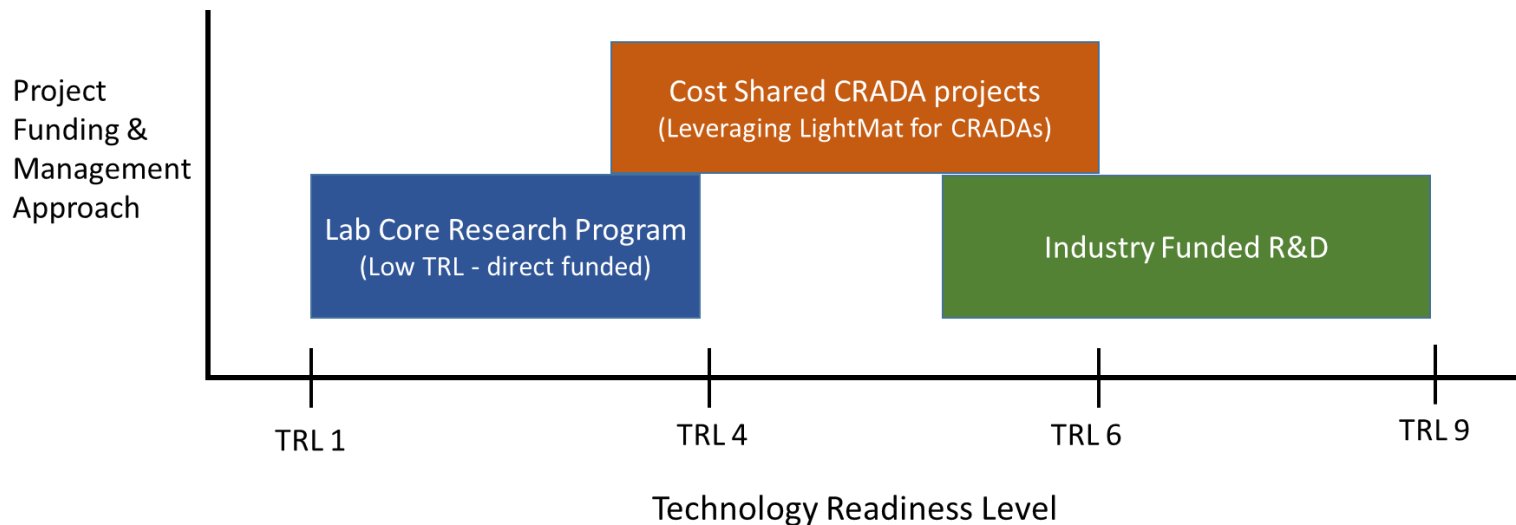 Project
Funding &
Management
Approach
Cost Shared CRADA projects
(Leveraging LightMat for CRADAs)
Lab Core Research Program
(Low TRL - direct funded)
Industry Funded R&D
TRL 1
TRL 4
TRL 6
TRL 9
Technology Readiness Level